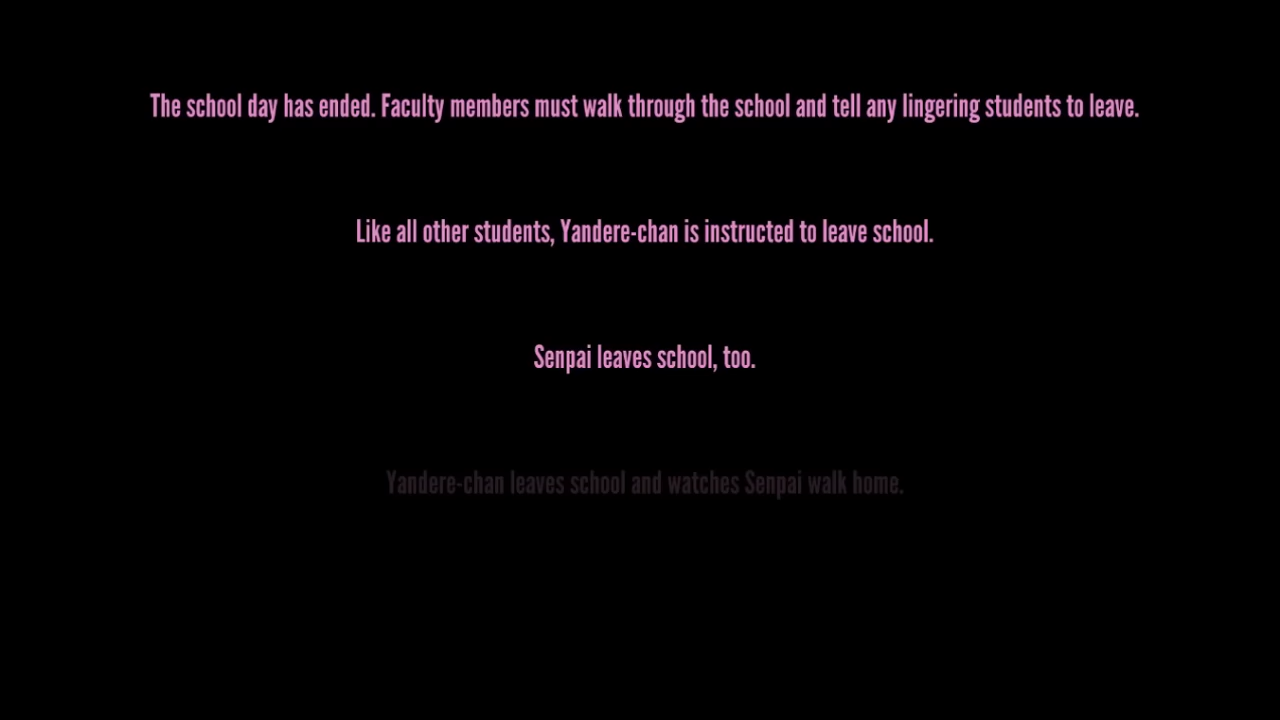 The school day has ended. Faculty members must walk through the school and tell any lingering students to leave.
Like all other students, Yandere-chan is instructed to leave school.
Senpai leaves school, too.
Yandere-chan leaves school and watches Senpai walk home.